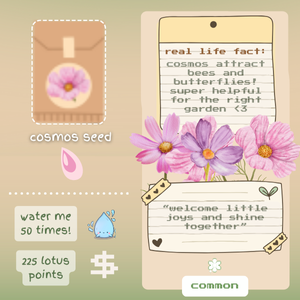 cosmos seed
water me
50 times!
225 lotus
points
real life fact:
cosmos attract
bees and
butterflies!
super helpful
for the right
garden <3
"welcome little
joys and shine
together"
common